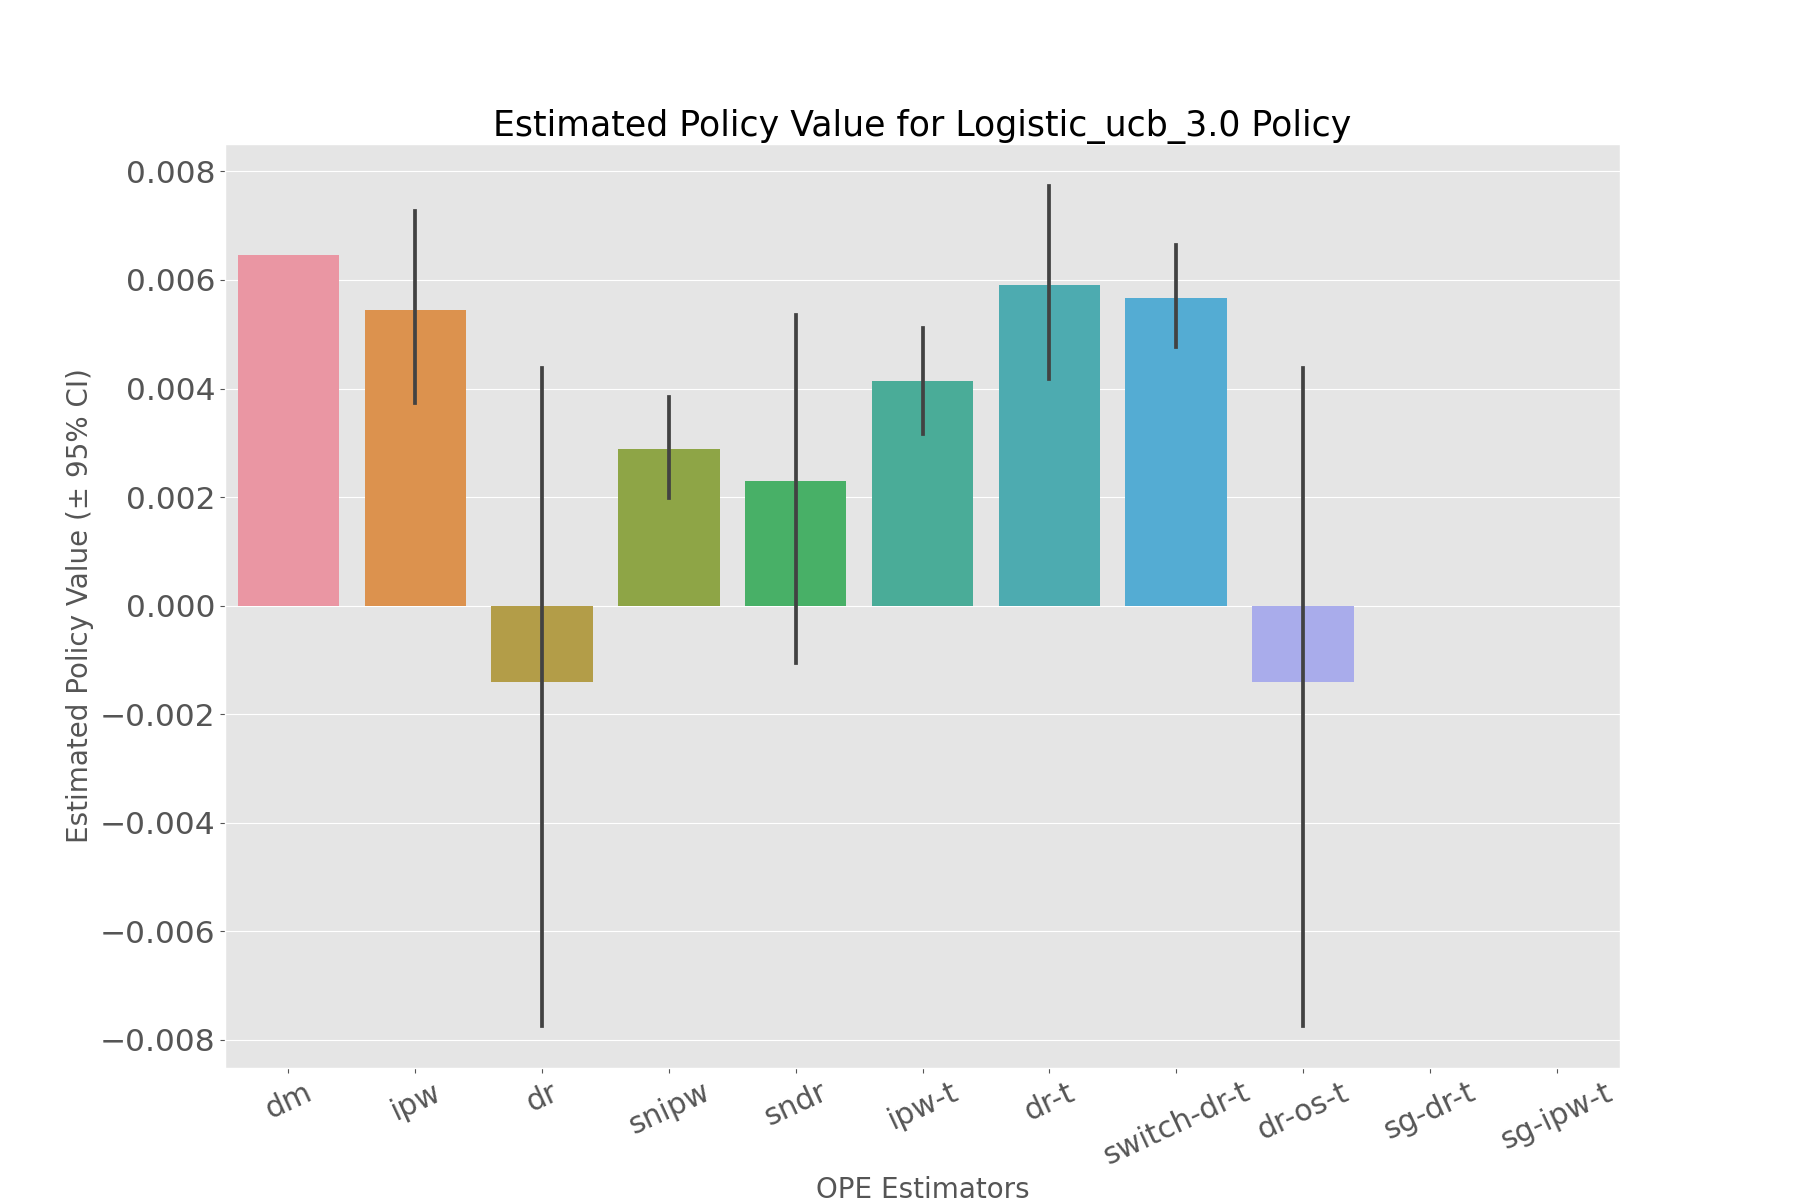 Estimated Policy Value for Logistic_ucb_3.0 Policy
Estimated Policy Value (± 95% CI)
0.008
0.006
0.004
0.002
0.000
−0.002
−0.004
−0.006
−0.008
dm
ipw
dr
snipw
sndr
ipw-t
dr-t
switch-dr-t
dr-os-t
sg-dr-t
sg-ipw-t
OPE Estimators